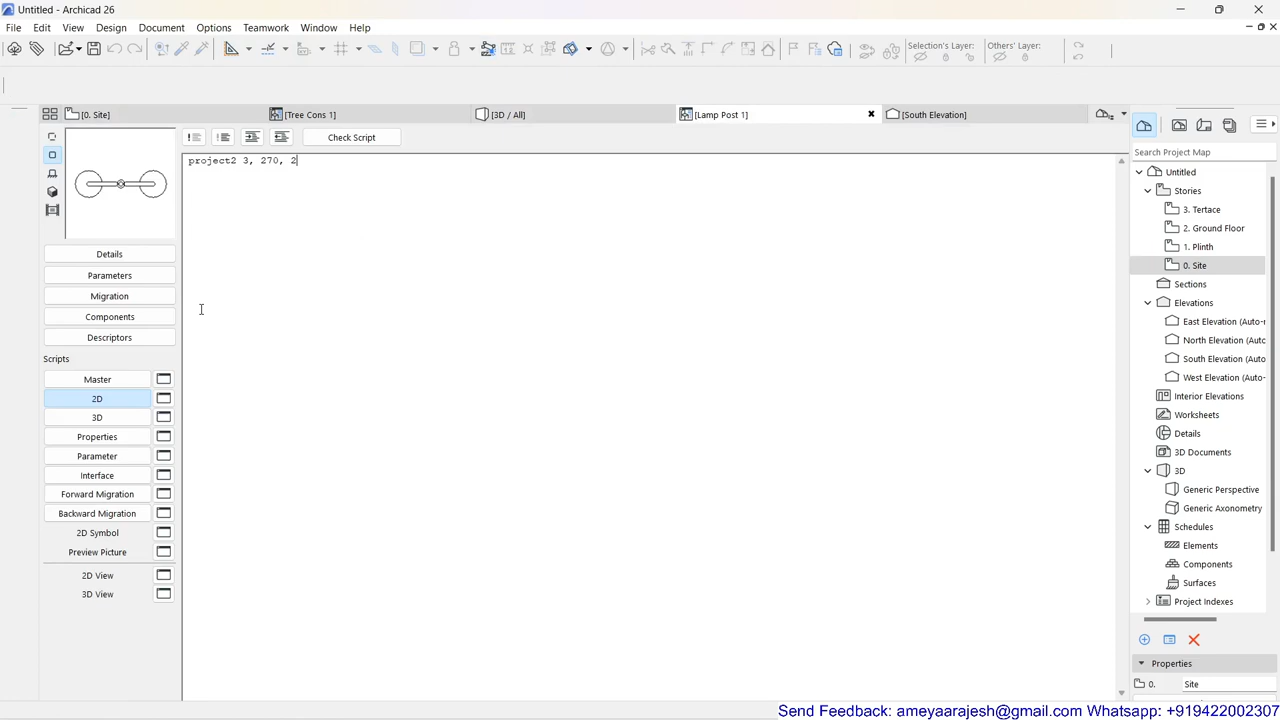 Untitled - Archicad 26
File Edit View Design Document Options Teamwork Window Help
Selection's Layer:
Others' Layer:
[0. Site]
[Tree Cons 1]
[3D / All]
[Lamp Post 1]
[South Elevation]
Check Script
project2 3, 270, 2
Details
Parameters
Migration
Components
Descriptors
Scripts
Master
2D
3D
Properties
Parameter
Interface
Forward Migration
Backward Migration
2D Symbol
Preview Picture
2D View
3D View
Search Project Map
Untitled
Stories
3. Tertace
2. Ground Floor
1. Plinth
0. Site
Sections
Elevations
East Elevation (Auto-r
North Elevation (Autc
South Elevation (Auto
West Elevation (Auto-
Interior Elevations
Worksheets
Details
3D Documents
3D
Generic Perspective
Generic Axonometry
Schedules
Elements
Components
Surfaces
Project Indexes
Properties
0. Site
Send Feedback: ameyaarajesh@gmail.com Whatsapp: +919422002307